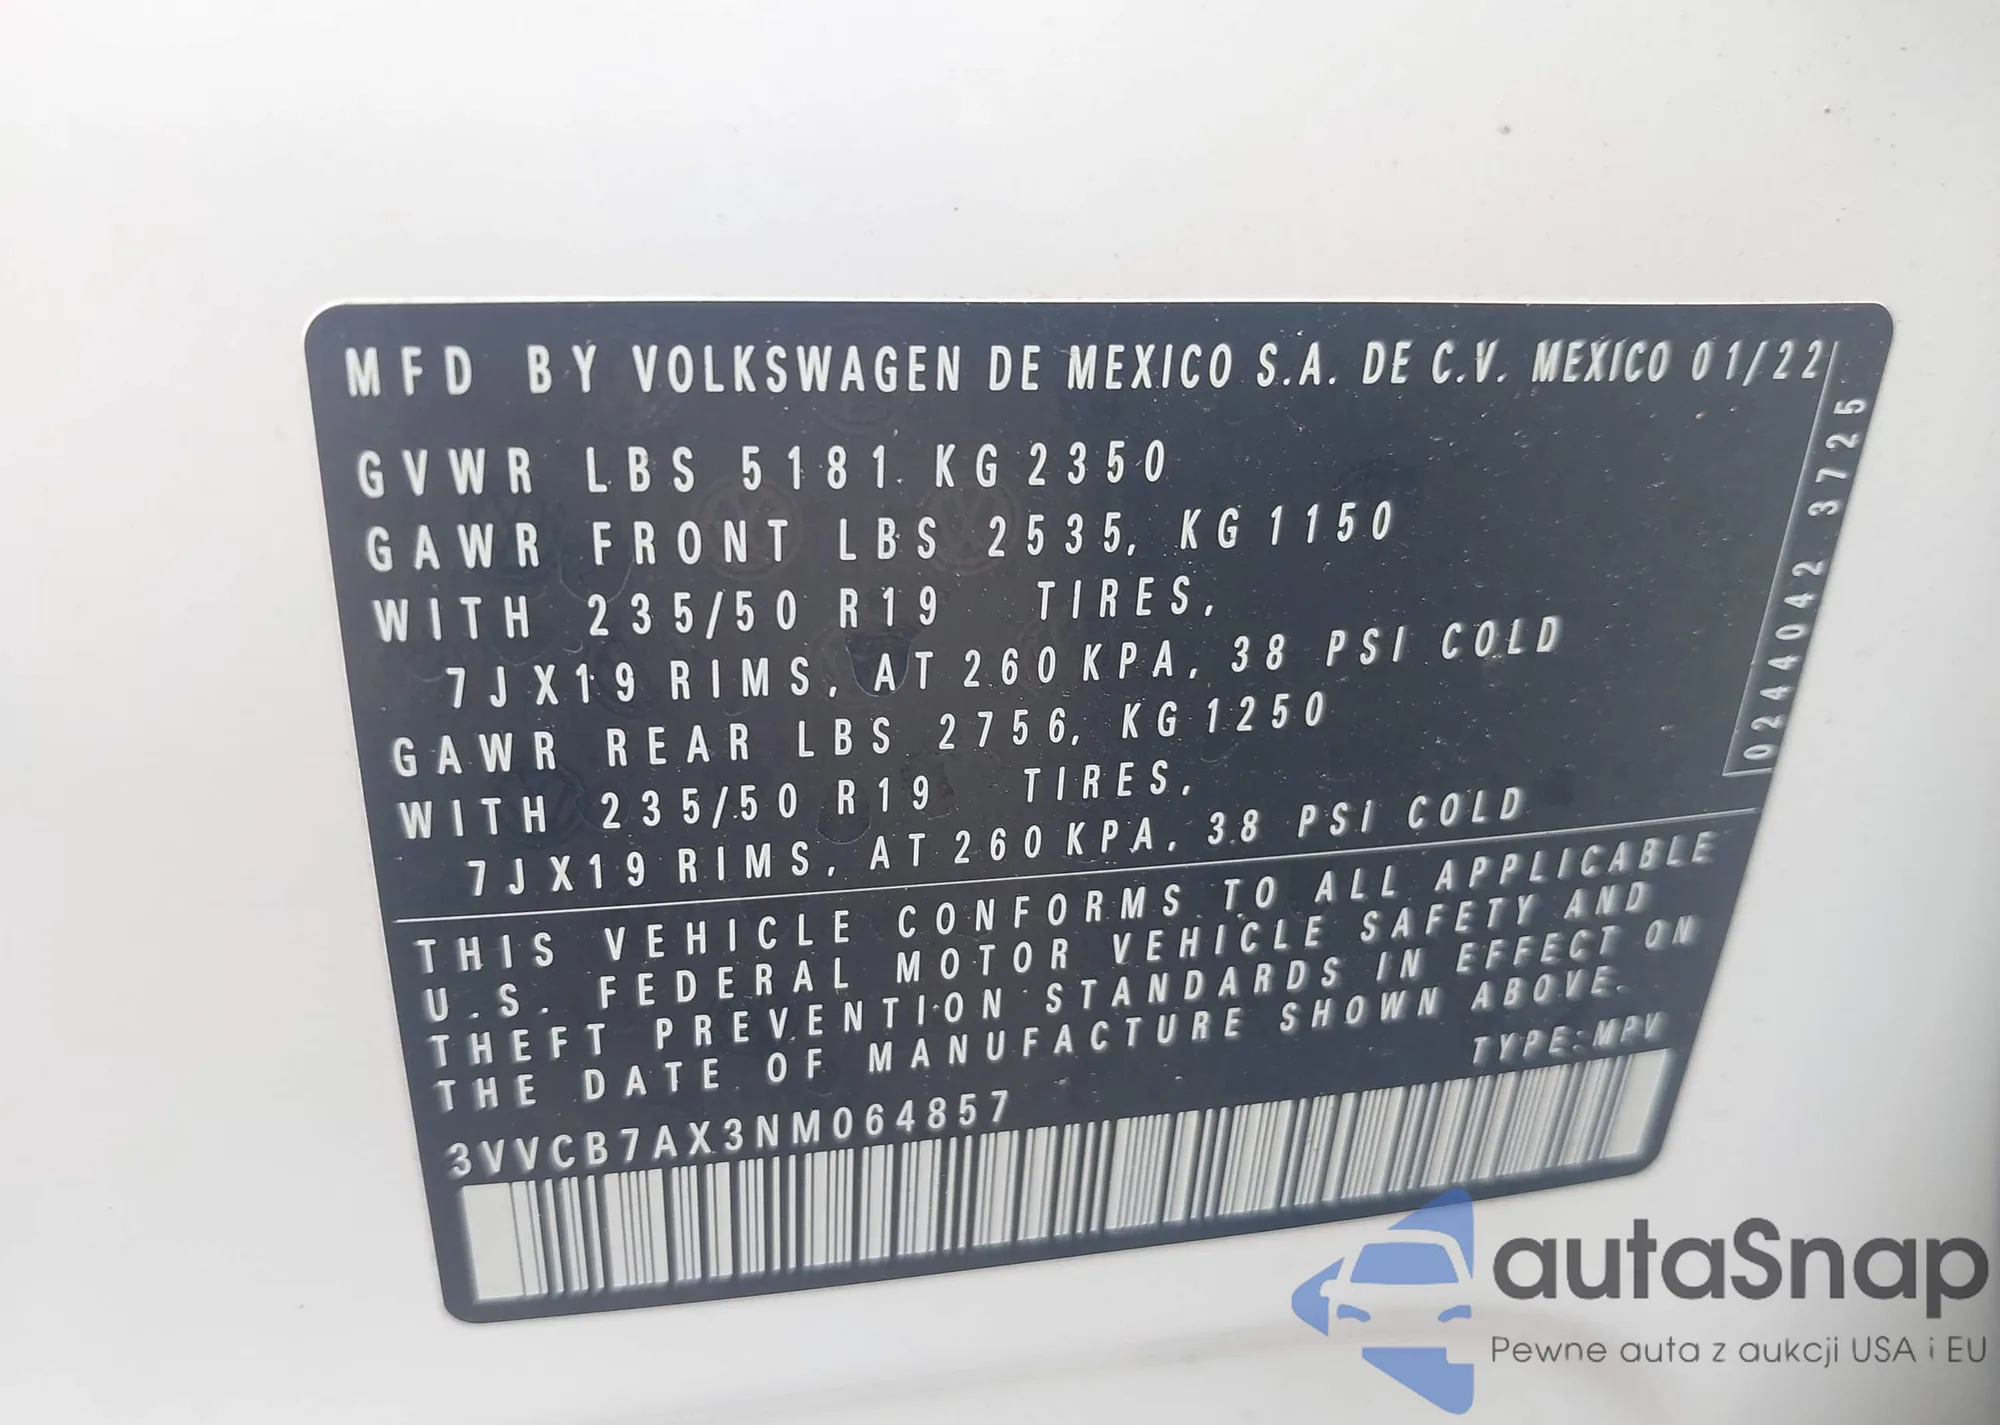 MFD BY VOLKSWAGEN DE MEXICO S.A. DE C.V. MEXICO 01/22
GVWR LBS 5181 KG 2350
GAWR FRONT LBS 2535, KG 1150
WITH 235/50 R19 TIRES,
7JX19 RIMS, AT 260 KPA, 38 PSI COLD
GAWR REAR LBS 2756, KG 1250
WITH 235/50 R19 TIRES,
7JX19 RIMS, AT 260 KPA, 38 PSI COLD
0244042 3725
THIS VEHICLE CONFORMS TO ALL APPLICABLE
U.S. FEDERAL MOTOR VEHICLE SAFETY AND
THEFT PREVENTION STANDARDS IN EFFECT ON
THE DATE OF MANUFACTURE SHOWN ABOVE.
TYPE:MPV
3VVCB7AX3NM064857
autaSnap
Pewne auta z aukcji USA i EU